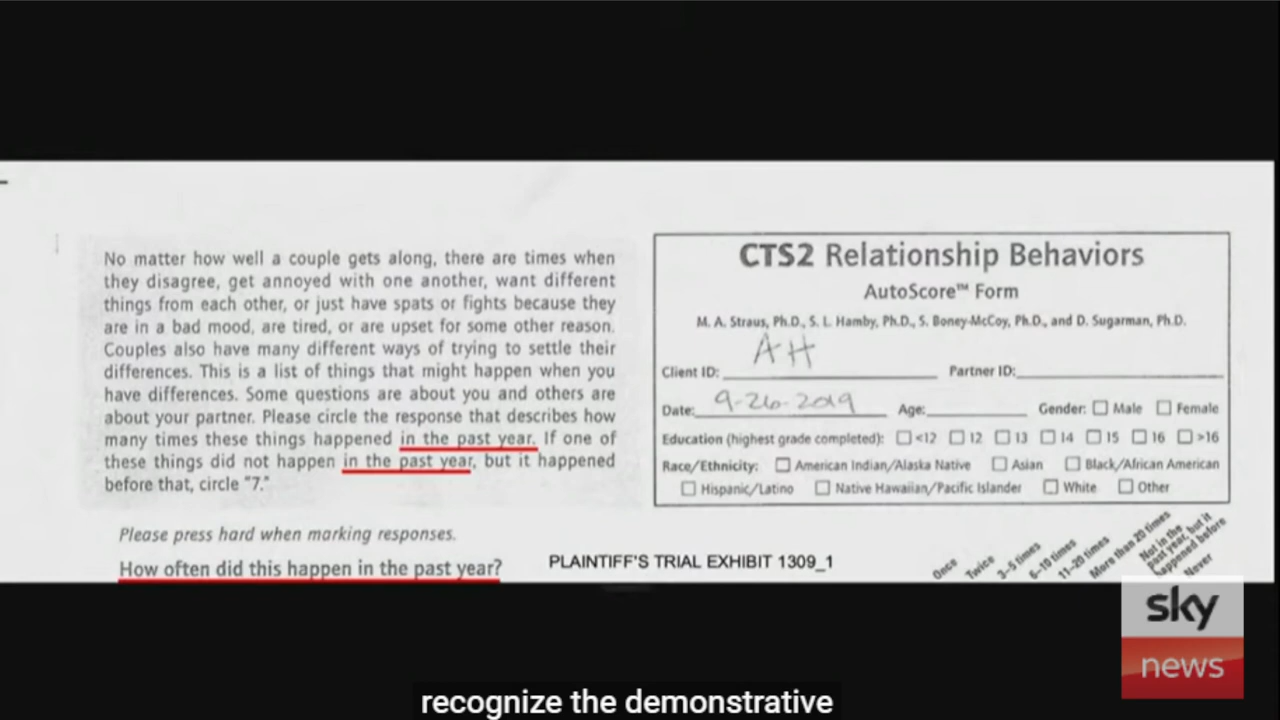 No matter how well a couple gets along, there are times when
they disagree, get annoyed with one another, want different
things from each other, or just have spats or fights because they
are in a bad mood, are tired, or are upset for some other reason.
Couples also have many different ways of trying to settle their
differences. This is a list of things that might happen when you
have differences. Some questions are about you and others are
about your partner. Please circle the response that describes how
many times these things happened in the past year. If one of
these things did not happen in the past year, but it happened
before that, circle "7."
Please press hard when marking responses.
How often did this happen in the past year?
CTS2 Relationship Behaviors
AutoScore™ Form
M. A. Straus, Ph.D., S. L. Hamby, Ph.D., S. Boney-McCoy, Ph.D., and D. Sugarman, Ph.D.
Client ID: AH Partner ID:
Date: 9-26-2019 Age: Gender: Male Female
Education (highest grade completed): <12 12 13 14 15 16 >16
Race/Ethnicity: American Indian/Alaska Native Asian Black/African American
Hispanic/Latino Native Hawaiian/Pacific Islander White Other
PLAINTIFF'S TRIAL EXHIBIT 1309_1
Once
Twice
3-5 times
6-10 times
11-20 times
More than 20 times
Not in the
past year, but it
happened before
Never
sky
news
recognize the demonstrative